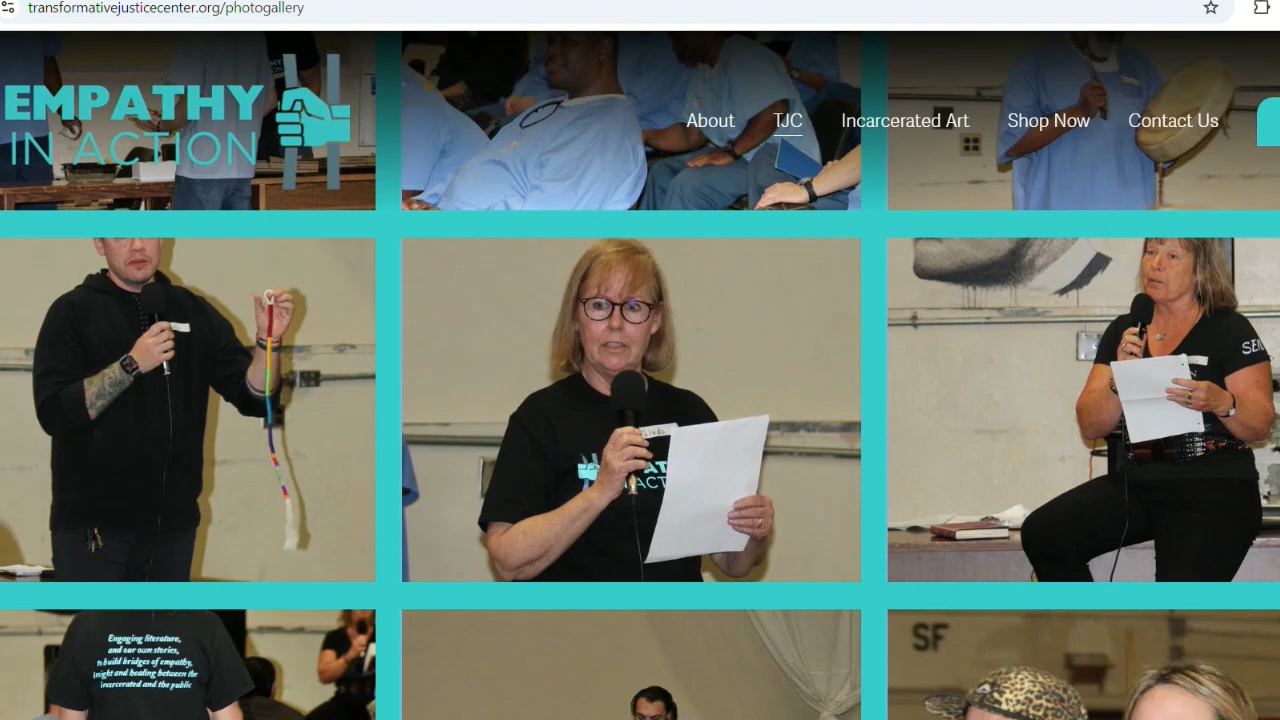 transformativejusticecenter.org/photogallery
EMPATHY
IN ACTION
About
TJC
Incarcerated Art
Shop Now
Contact Us
Engaging literature,
and our own stories,
to build bridges of empathy,
insight and healing between the
incarcerated and the public
SF